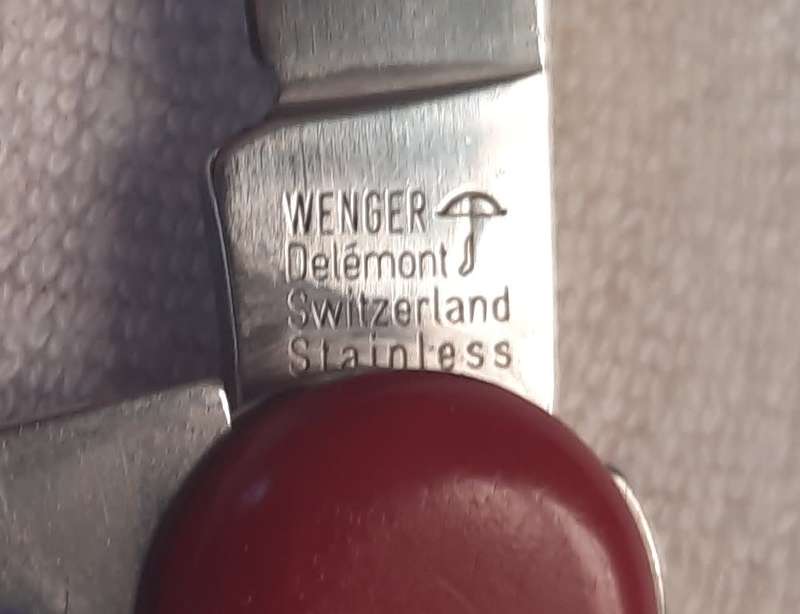 WENGER
Delémont
Switzerland
Stainless